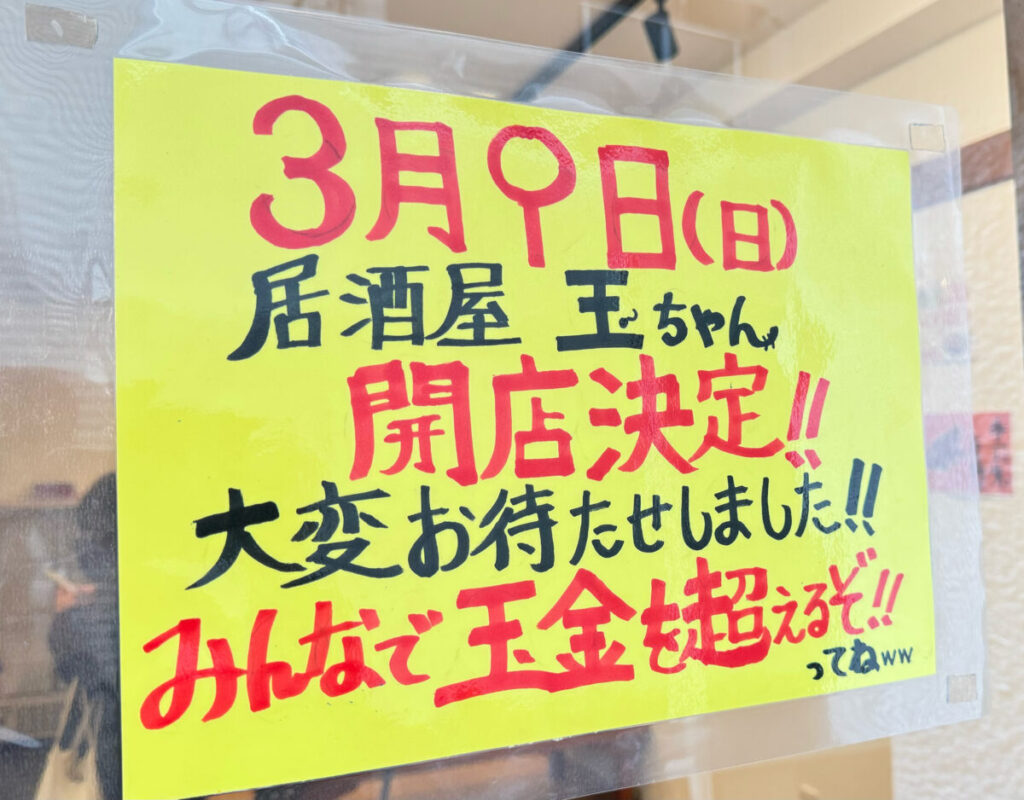 3月9日(日)
居酒屋 玉ちゃん
開店決定!!
大変お待たせしました!!
みんなで玉金を超えるぞ!!
ってねww